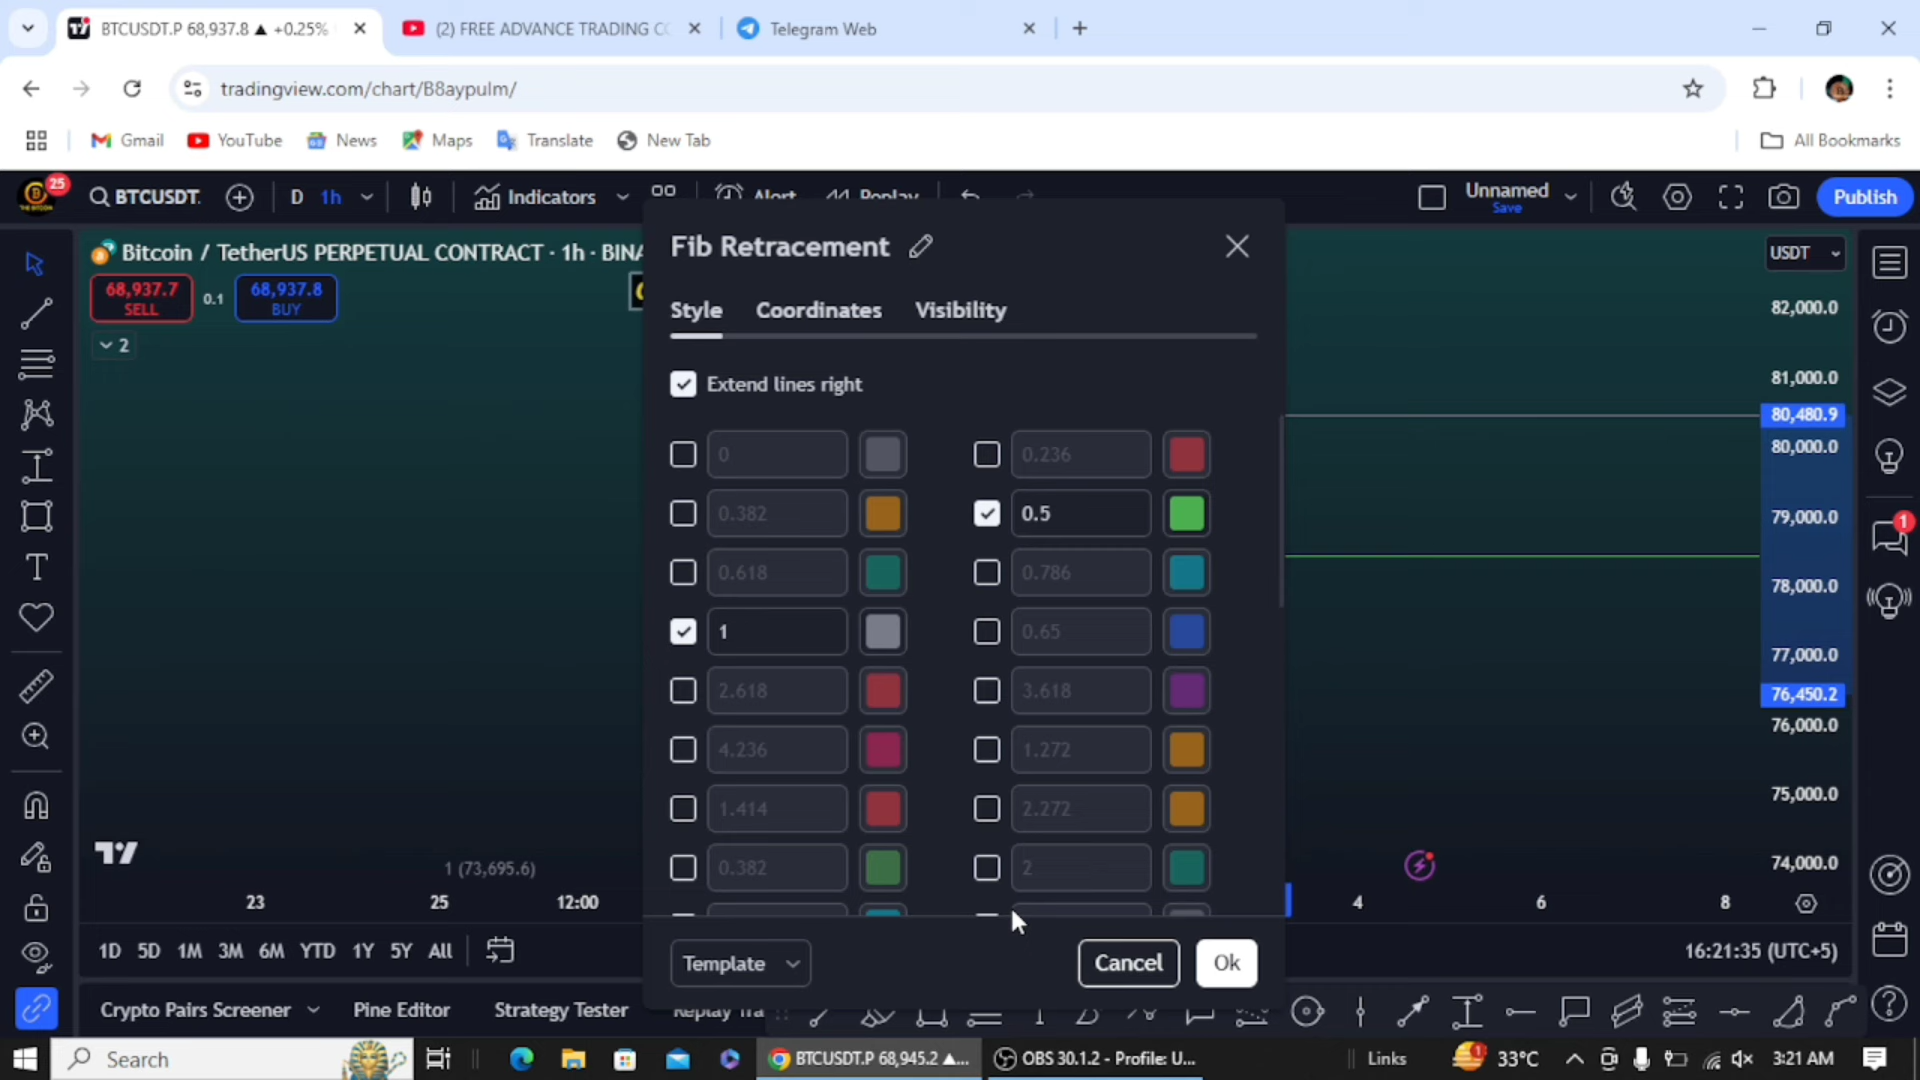 BTCUSDT.P 68,937.8 ▲ +0.25%
(2) FREE ADVANCE TRADING CO
Telegram Web
tradingview.com/chart/B8aypulm/
Gmail
YouTube
News
Maps
Translate
New Tab
All Bookmarks
25
BTCUSDT.
D
1h
Indicators
Alert
Replay
Unnamed
Save
Publish
Bitcoin / TetherUS PERPETUAL CONTRACT · 1h · BINA
USDT
68,937.7
SELL
0.1
68,937.8
BUY
2
Fib Retracement
Style
Coordinates
Visibility
Extend lines right
0
0.236
0.382
0.5
0.618
0.786
1
0.65
2.618
3.618
4.236
1.272
1.414
2.272
0.382
2
Template
Cancel
Ok
82,000.0
81,000.0
80,480.9
80,000.0
79,000.0
78,000.0
77,000.0
76,450.2
76,000.0
75,000.0
74,000.0
1
1 (73,695.6)
23
25
12:00
4
6
8
1D
5D
1M
3M
6M
YTD
1Y
5Y
All
16:21:35 (UTC+5)
Crypto Pairs Screener
Pine Editor
Strategy Tester
Replay Tra
Search
BTCUSDT.P 68,945.2 ▲...
OBS 30.1.2 - Profile: U...
Links
1
33°C
3:21 AM